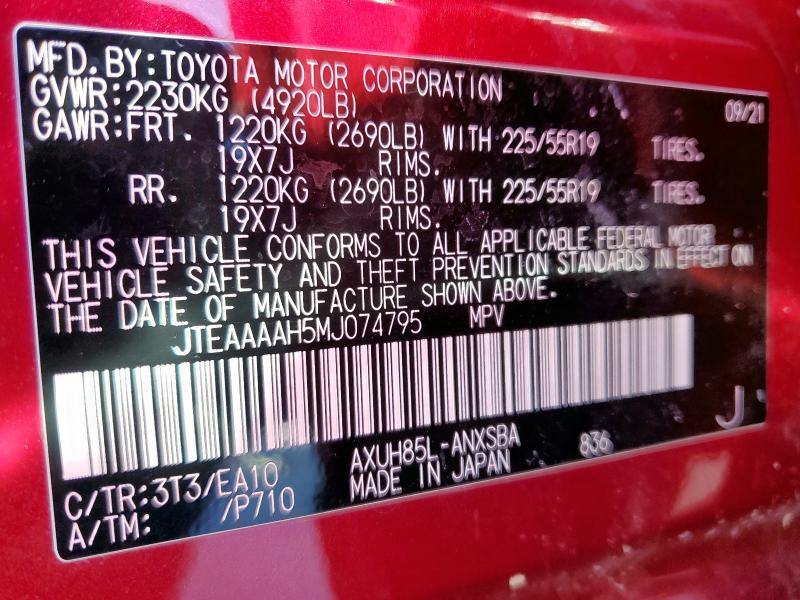 MFD. BY: TOYOTA MOTOR CORPORATION 09/21
GVWR: 2230KG (4920LB)
GAWR: FRT. 1220KG (2690LB) WITH 225/55R19 TIRES.
19X7J RIMS.
RR. 1220KG (2690LB) WITH 225/55R19 TIRES.
19X7J RIMS.
THIS VEHICLE CONFORMS TO ALL APPLICABLE FEDERAL MOTOR
VEHICLE SAFETY AND THEFT PREVENTION STANDARDS IN EFFECT ON
THE DATE OF MANUFACTURE SHOWN ABOVE.
JTEAAAAH5MJ074795 MPV
J
C/TR: 3T3/EA10 AXUH85L-ANXSBA 836
A/TM: /P710 MADE IN JAPAN